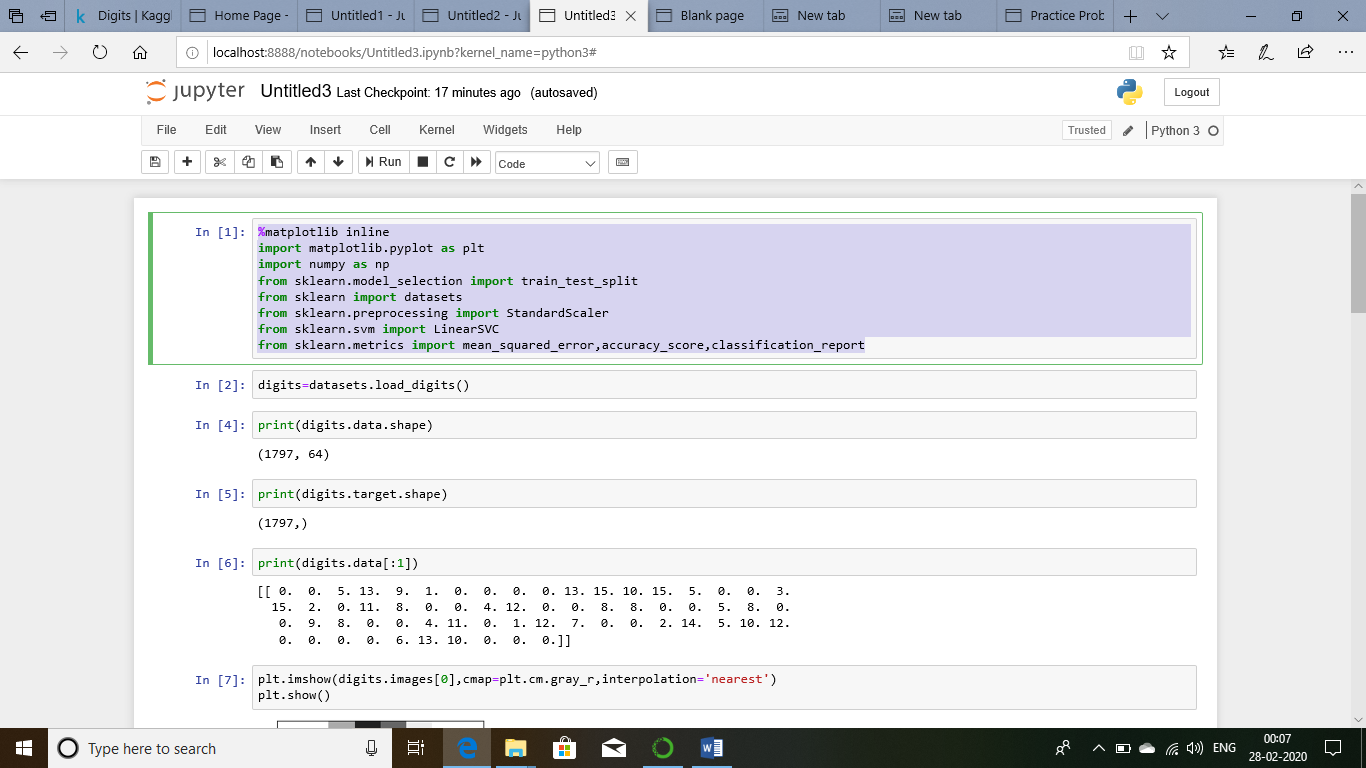 Digits | Kaggl
Home Page -
Untitled1 - Ju
Untitled2 - Ju
Untitled3
Blank page
New tab
New tab
Practice Prob
localhost:8888/notebooks/Untitled3.ipynb?kernel_name=python3#
jupyter Untitled3 Last Checkpoint: 17 minutes ago (autosaved)
Logout
File Edit View Insert Cell Kernel Widgets Help
Trusted
Python 3
Run
Code
In [1]: %matplotlib inline
import matplotlib.pyplot as plt
import numpy as np
from sklearn.model_selection import train_test_split
from sklearn import datasets
from sklearn.preprocessing import StandardScaler
from sklearn.svm import LinearSVC
from sklearn.metrics import mean_squared_error,accuracy_score,classification_report
In [2]: digits=datasets.load_digits()
In [4]: print(digits.data.shape)
(1797, 64)
In [5]: print(digits.target.shape)
(1797,)
In [6]: print(digits.data[:1])
[[ 0. 0. 5. 13. 9. 1. 0. 0. 0. 0. 13. 15. 10. 15. 5. 0. 0. 3.
15. 2. 0. 11. 8. 0. 0. 4. 12. 0. 0. 8. 8. 0. 0. 5. 8. 0.
0. 9. 8. 0. 0. 4. 11. 0. 1. 12. 7. 0. 0. 2. 14. 5. 10. 12.
0. 0. 0. 0. 6. 13. 10. 0. 0. 0.]]
In [7]: plt.imshow(digits.images[0],cmap=plt.cm.gray_r,interpolation='nearest')
plt.show()
Type here to search
ENG
00:07
28-02-2020